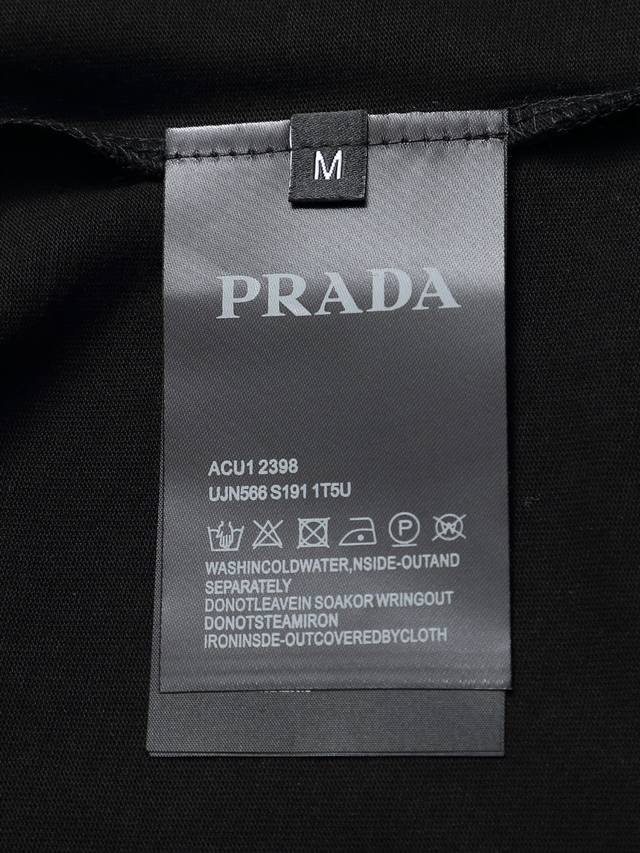 M
PRADA
ACU1 2398
UJN566 S191 1T5U
P
WASHINCOLDWATER,NSIDE-OUTAND
SEPARATELY
DONOTLEAVEIN SOAKOR WRINGOUT
DONOTSTEAMIRON
IRONINSDE-OUTCOVEREDBYCLOTH